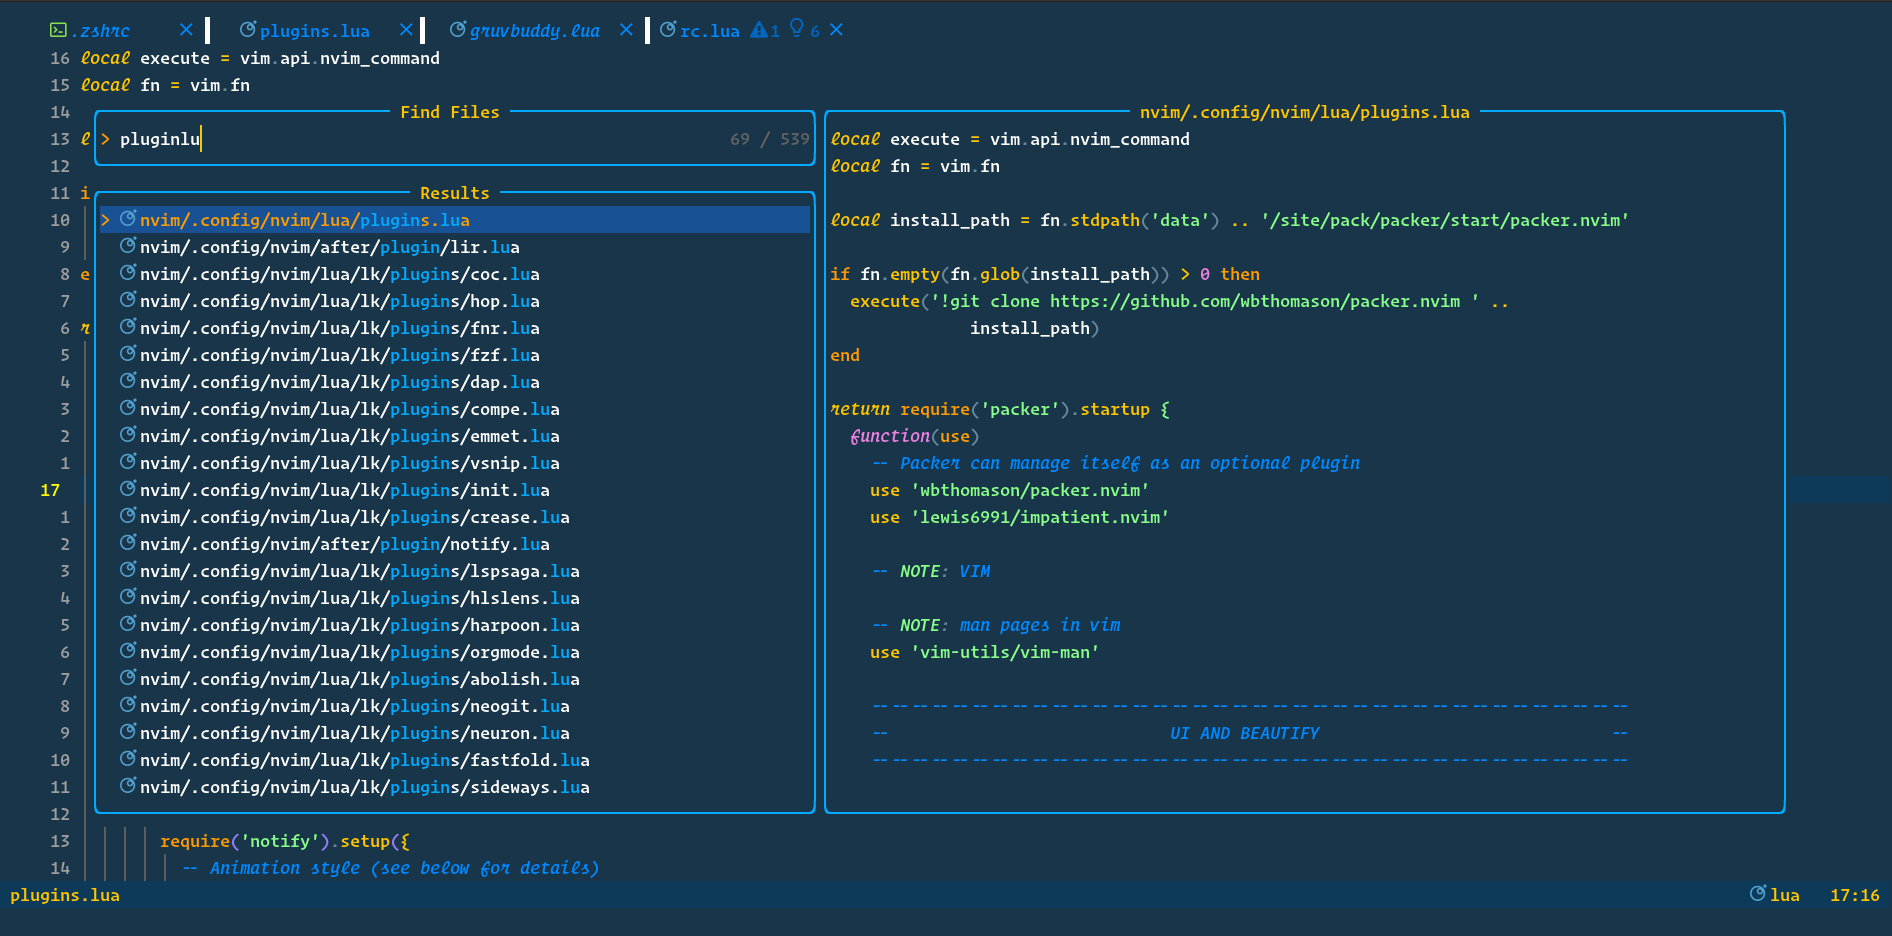 .zshrc × plugins.lua × gruvbuddy.lua × rc.lua 1 6 ×
16 local execute = vim.api.nvim_command
15 local fn = vim.fn
14
13 l
12
11 i
10
9
8 e
7
6 r
5
4
3
2
1
17
1
2
3
4
5
6
7
8
9
10
11
12
Find Files
> pluginlu 69 / 539
Results
> nvim/.config/nvim/lua/plugins.lua
nvim/.config/nvim/after/plugin/lir.lua
nvim/.config/nvim/lua/lk/plugins/coc.lua
nvim/.config/nvim/lua/lk/plugins/hop.lua
nvim/.config/nvim/lua/lk/plugins/fnr.lua
nvim/.config/nvim/lua/lk/plugins/fzf.lua
nvim/.config/nvim/lua/lk/plugins/dap.lua
nvim/.config/nvim/lua/lk/plugins/compe.lua
nvim/.config/nvim/lua/lk/plugins/emmet.lua
nvim/.config/nvim/lua/lk/plugins/vsnip.lua
nvim/.config/nvim/lua/lk/plugins/init.lua
nvim/.config/nvim/lua/lk/plugins/crease.lua
nvim/.config/nvim/after/plugin/notify.lua
nvim/.config/nvim/lua/lk/plugins/lspsaga.lua
nvim/.config/nvim/lua/lk/plugins/hlslens.lua
nvim/.config/nvim/lua/lk/plugins/harpoon.lua
nvim/.config/nvim/lua/lk/plugins/orgmode.lua
nvim/.config/nvim/lua/lk/plugins/abolish.lua
nvim/.config/nvim/lua/lk/plugins/neogit.lua
nvim/.config/nvim/lua/lk/plugins/neuron.lua
nvim/.config/nvim/lua/lk/plugins/fastfold.lua
nvim/.config/nvim/lua/lk/plugins/sideways.lua
nvim/.config/nvim/lua/plugins.lua
local execute = vim.api.nvim_command
local fn = vim.fn
local install_path = fn.stdpath('data') .. '/site/pack/packer/start/packer.nvim'
if fn.empty(fn.glob(install_path)) > 0 then
execute('!git clone https://github.com/wbthomason/packer.nvim ' ..
install_path)
end
return require('packer').startup {
function(use)
-- Packer can manage itself as an optional plugin
use 'wbthomason/packer.nvim'
use 'lewis6991/impatient.nvim'
-- NOTE: VIM
-- NOTE: man pages in vim
use 'vim-utils/vim-man'
-- -- -- -- -- -- -- -- -- -- -- -- -- -- -- -- -- -- -- -- -- -- -- -- -- -- -- -- -- -- -- -- -- -- -- -- -- --
-- UI AND BEAUTIFY --
-- -- -- -- -- -- -- -- -- -- -- -- -- -- -- -- -- -- -- -- -- -- -- -- -- -- -- -- -- -- -- -- -- -- -- -- -- --
13 require('notify').setup({
14 -- Animation style (see below for details)
plugins.lua lua 17:16